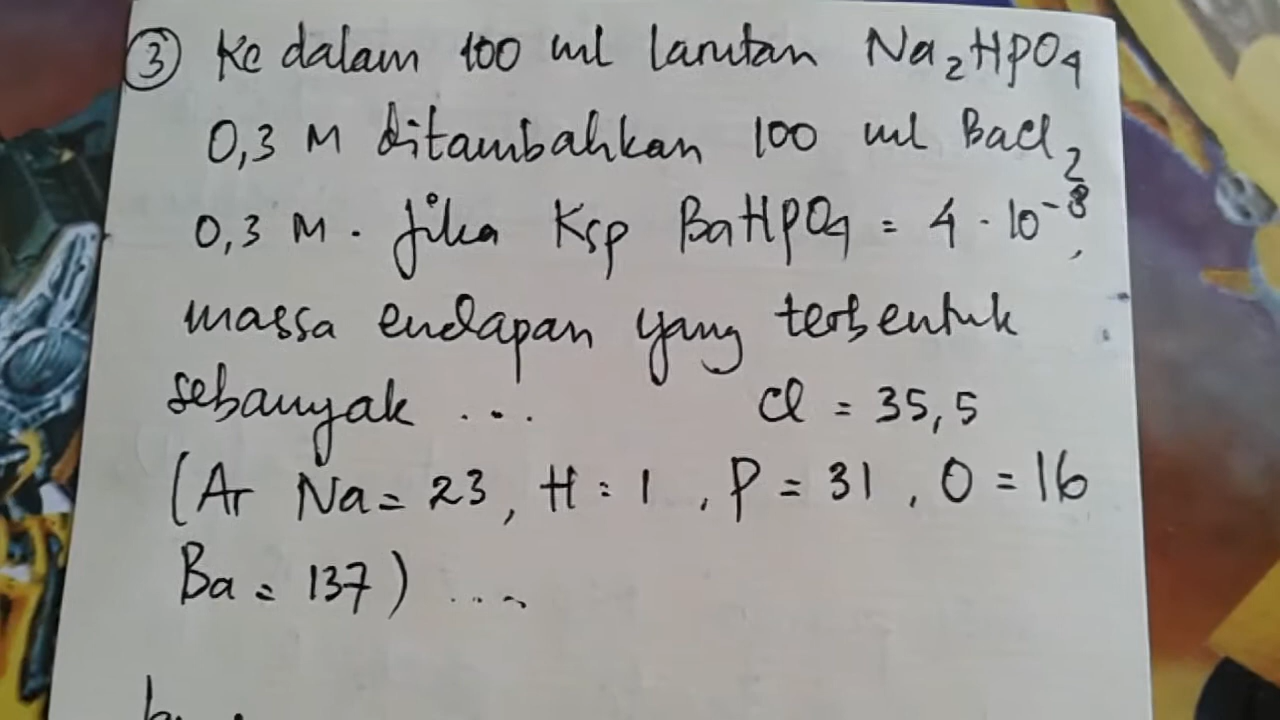 ③ Ke dalam 100 ml larutan Na₂HPO₄
0,3 M ditambahkan 100 ml BaCl₂
0,3 M. Jika Ksp BaHPO₄ = 4 · 10⁻⁸,
massa endapan yang terbentuk
sebanyak ... Cl = 35,5
(Ar Na = 23, H = 1, P = 31, O = 16
Ba = 137) ....